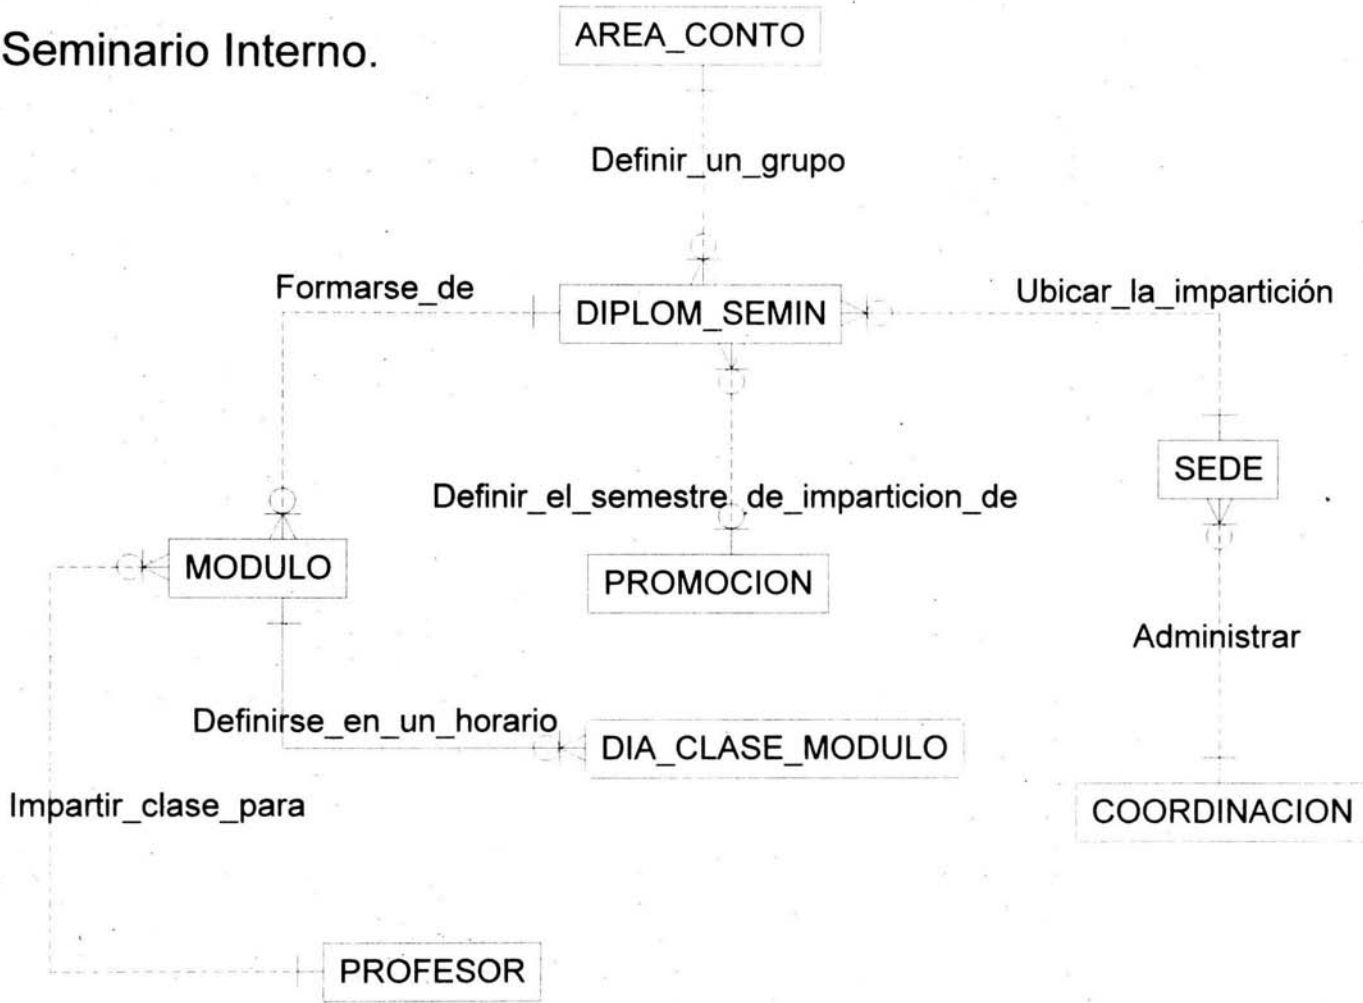 Seminario Interno.
AREA_CONTO
Definir_un_grupo
Formarse_de
DIPLOM_SEMIN
Ubicar_la_impartición
SEDE
Definir_el_semestre_de_imparticion_de
MODULO
PROMOCION
Administrar
Definirse_en_un_horario
DIA_CLASE_MODULO
Impartir_clase_para
COORDINACION
PROFESOR